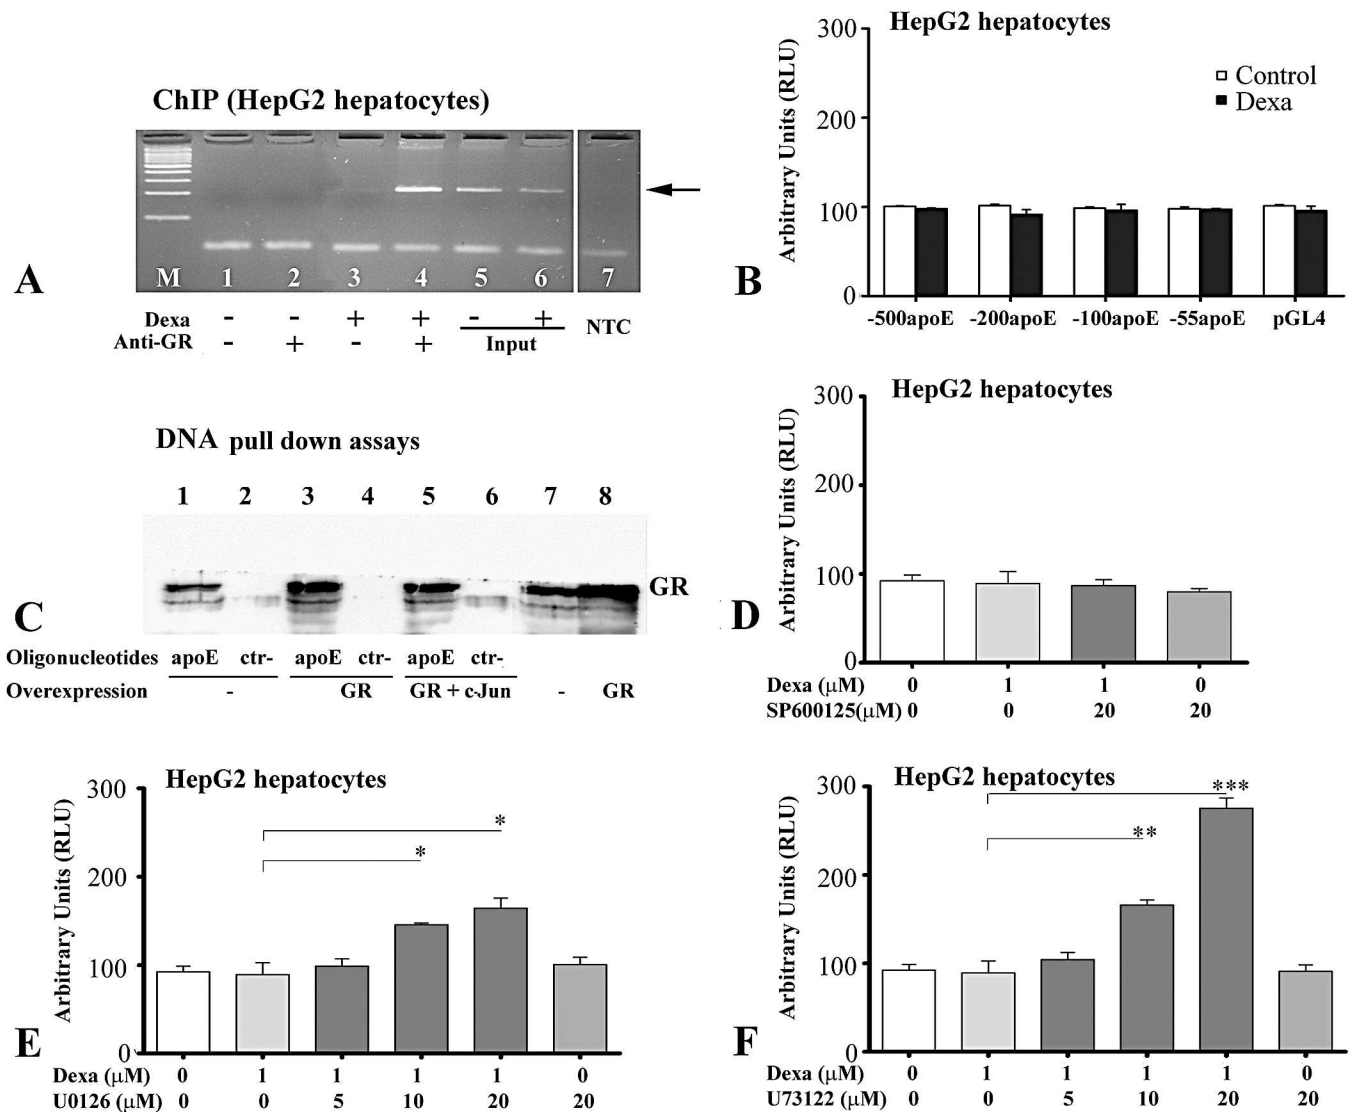 ChIP (HepG2 hepatocytes)
M 1 2 3 4 5 6 7
A
Dexa - - + + - +
Anti-GR - + - + Input NTC
HepG2 hepatocytes
Arbitrary Units (RLU)
300
200
100
0
Control
Dexa
B
-500apoE -200apoE -100apoE -55apoE pGL4
DNA pull down assays
1 2 3 4 5 6 7 8
GR
C
Oligonucleotides apoE ctr- apoE ctr- apoE ctr-
Overexpression - GR GR + c-Jun - GR
HepG2 hepatocytes
Arbitrary Units (RLU)
300
200
100
0
D
Dexa (μM) 0 1 1 0
SP600125(μM) 0 0 20 20
HepG2 hepatocytes
Arbitrary Units (RLU)
300
200
100
0
*
*
E
Dexa (μM) 0 1 1 1 1 0
U0126 (μM) 0 0 5 10 20 20
HepG2 hepatocytes
Arbitrary Units (RLU)
300
200
100
0
***
**
F
Dexa (μM) 0 1 1 1 1 0
U73122 (μM) 0 0 5 10 20 20